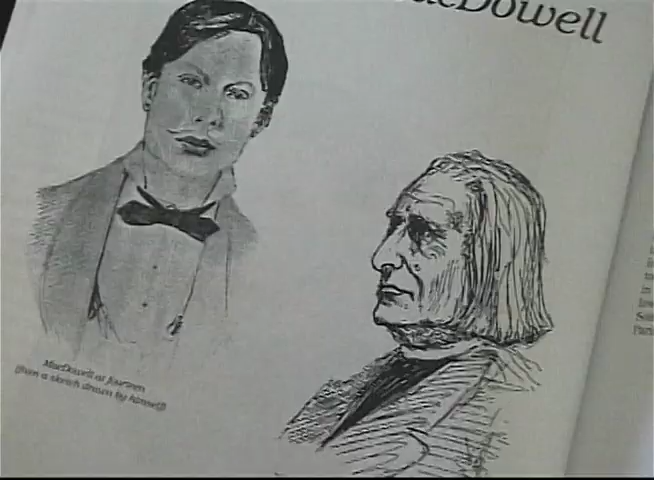 MacDowell
MacDowell at fourteen
(from a sketch drawn by himself)